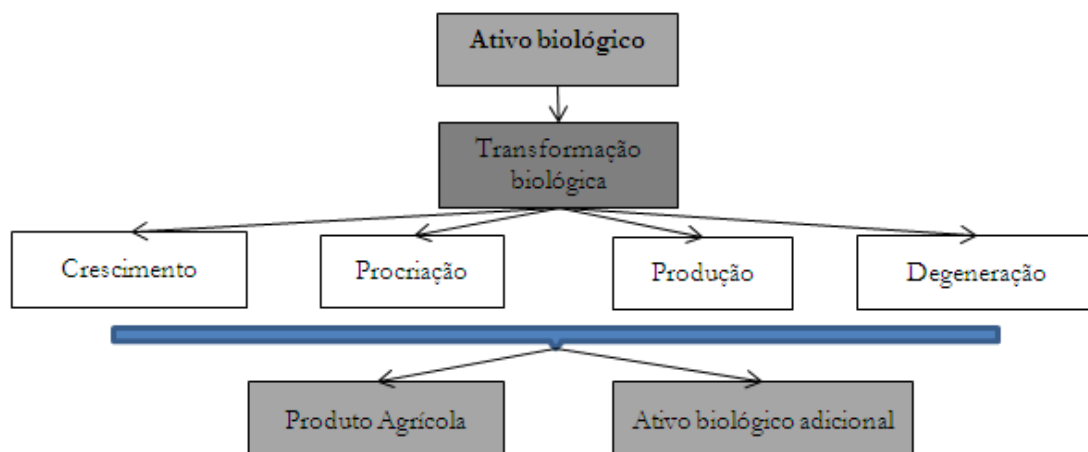 Ativo biológico
Transformação
biológica
Crescimento
Procriação
Produção
Degeneração
Produto Agrícola
Ativo biológico adicional